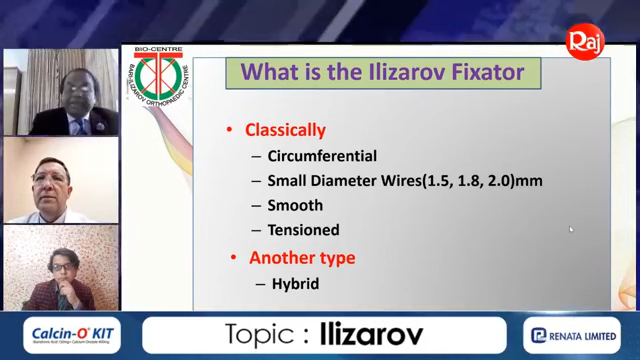 Raj
BIO-CENTRE
BARI-ILIZAROV ORTHOPAEDIC CENTRE
What is the Ilizarov Fixator
• Classically
– Circumferential
– Small Diameter Wires(1.5, 1.8, 2.0)mm
– Smooth
– Tensioned
• Another type
– Hybrid
Calcin-O® KIT
Topic : Ilizarov
RENATA LIMITED